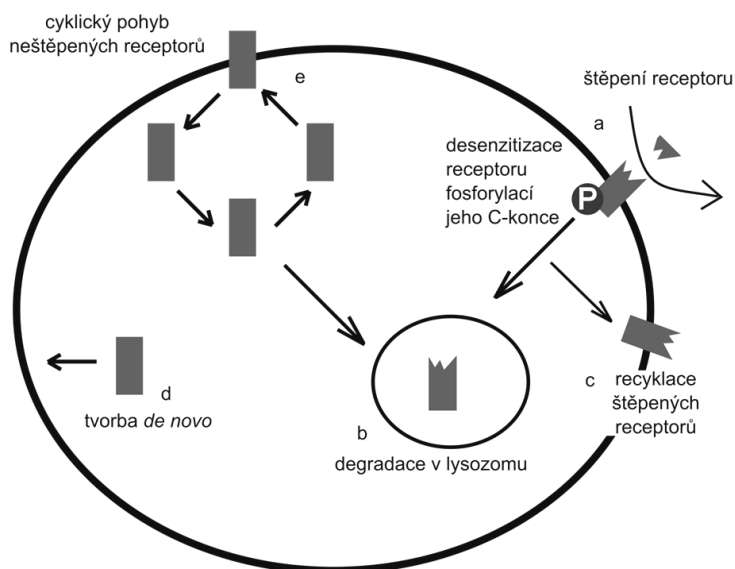 cyklický pohyb
neštěpených receptorů
e
štěpení receptoru
a
desenzitizace
receptoru
fosforylací
jeho C-konce
P
c
recyklace
štěpených
receptorů
d
tvorba de novo
b
degradace v lysozomu